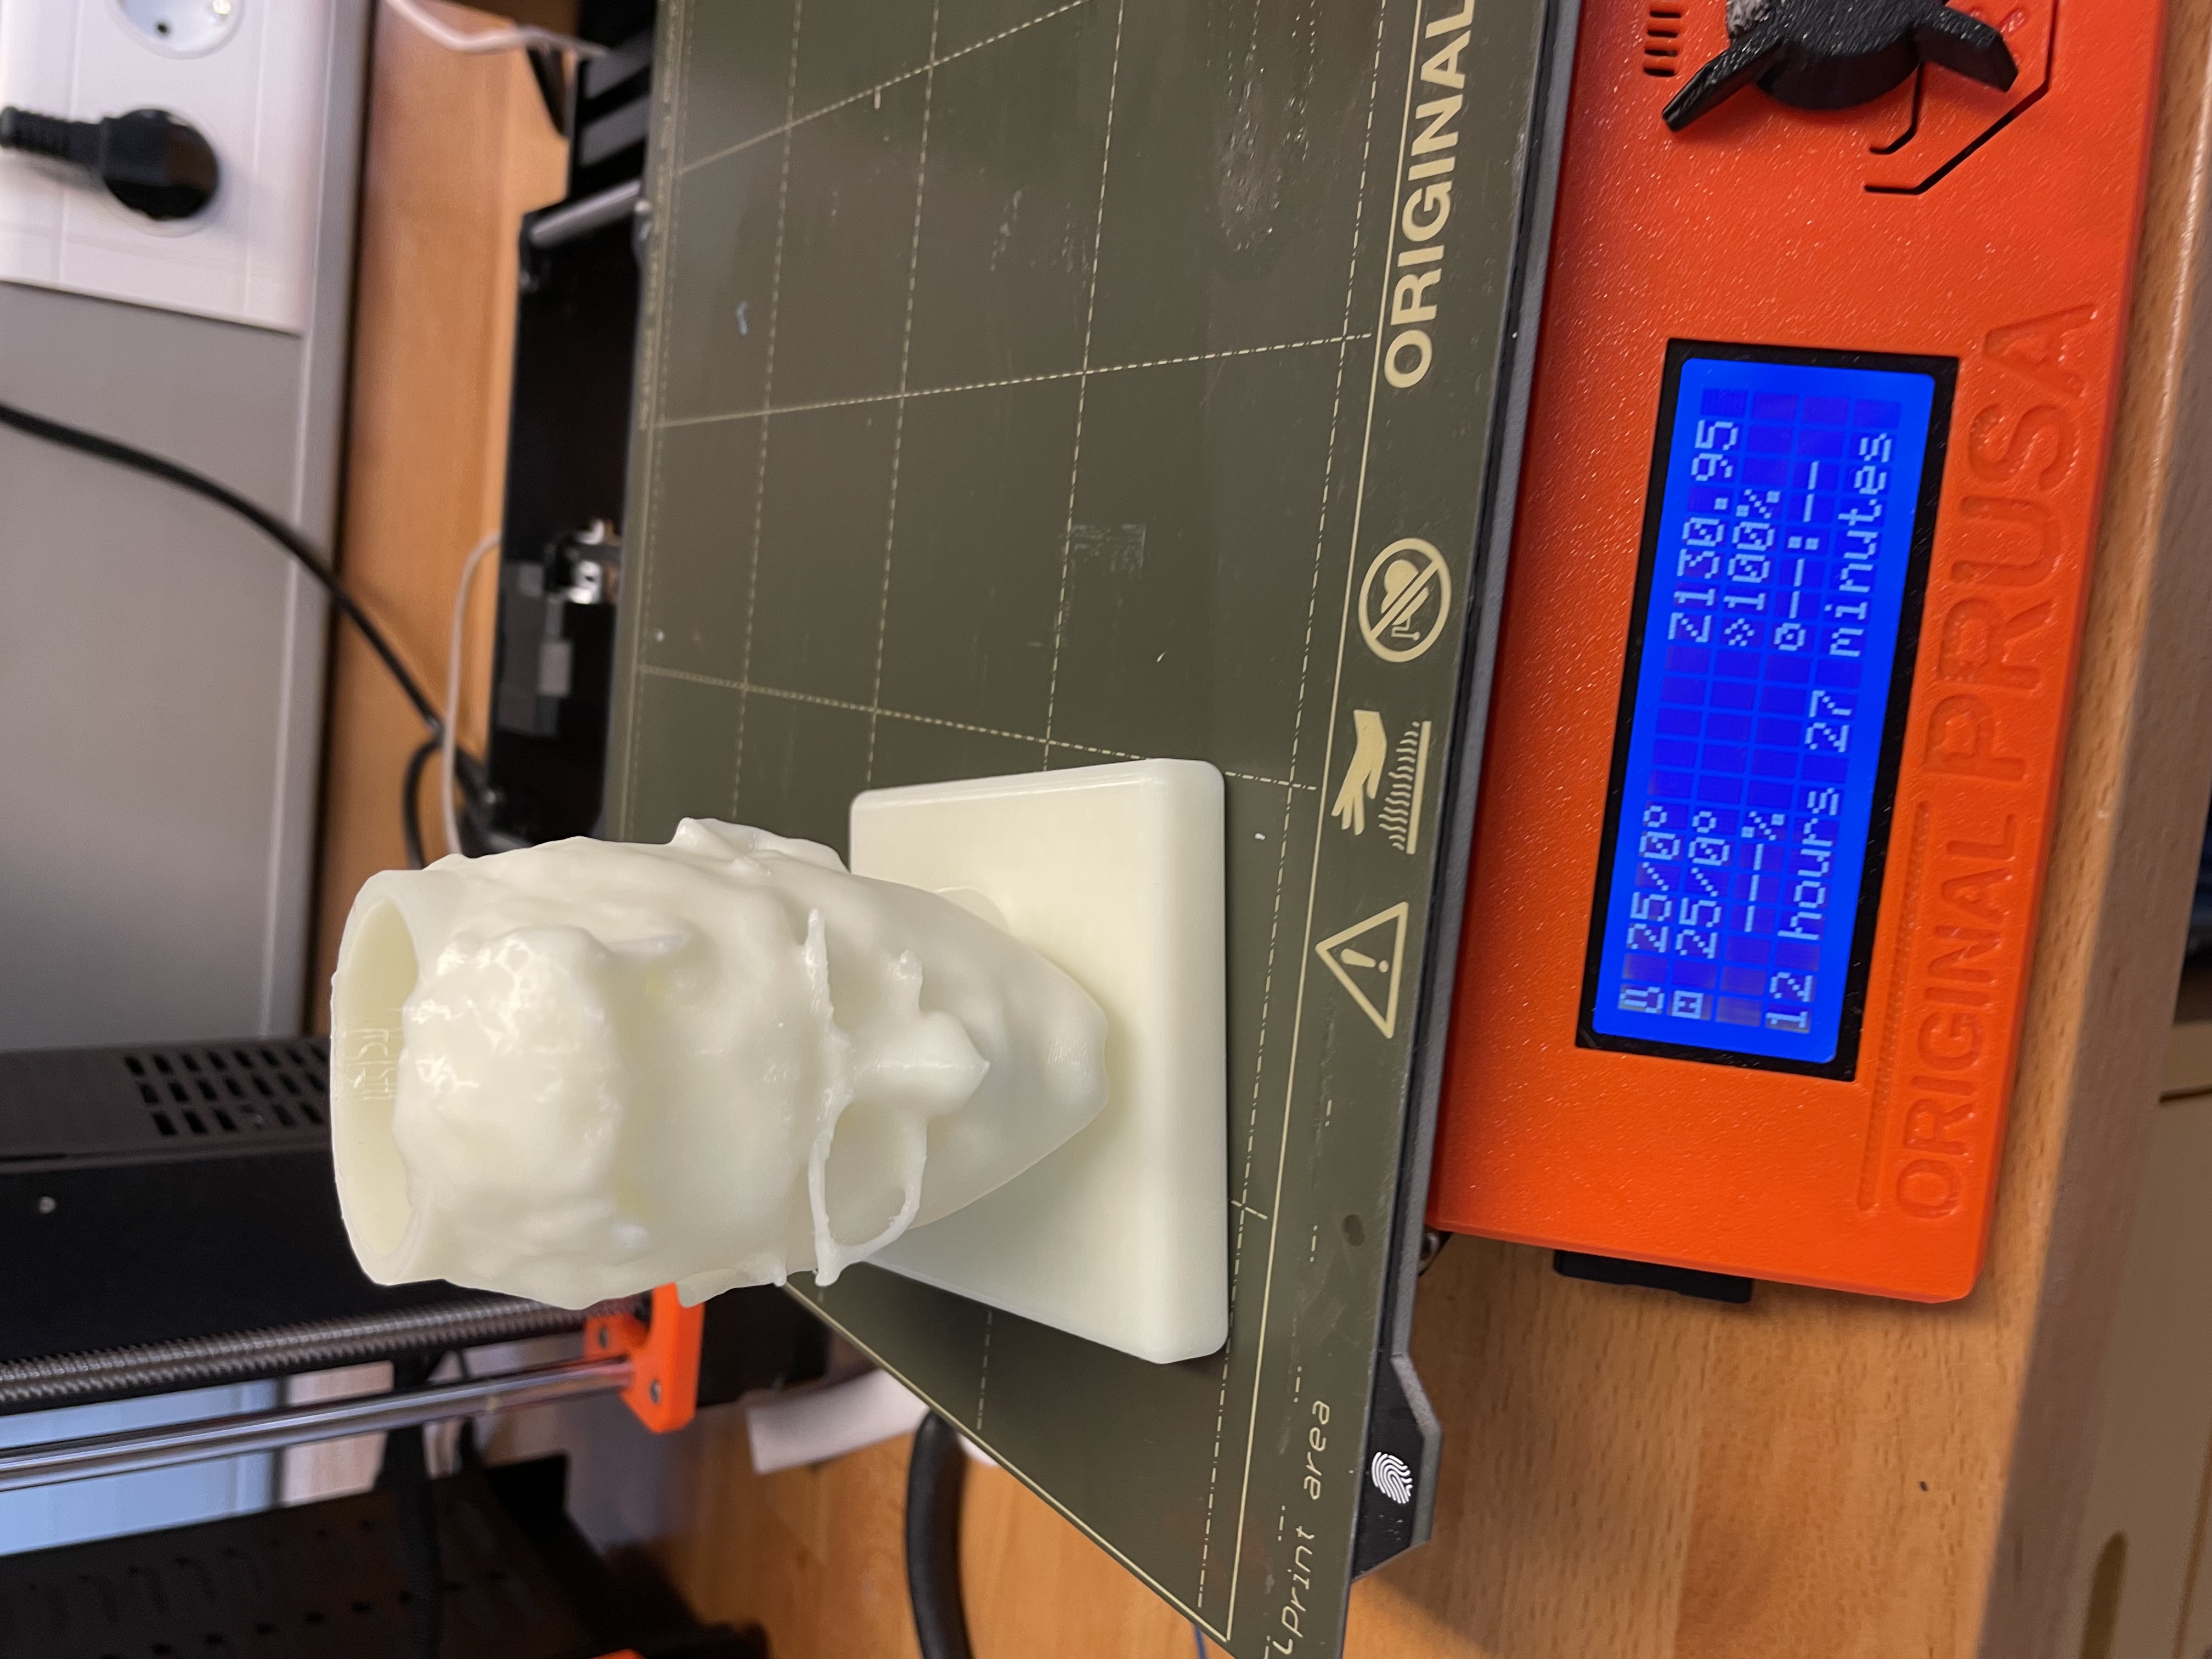 Print area
ORIGINAL
25/0° Z130.95
25/0° »100%
---% 0--:--
12 hours 27 minutes
ORIGINAL PRUSA